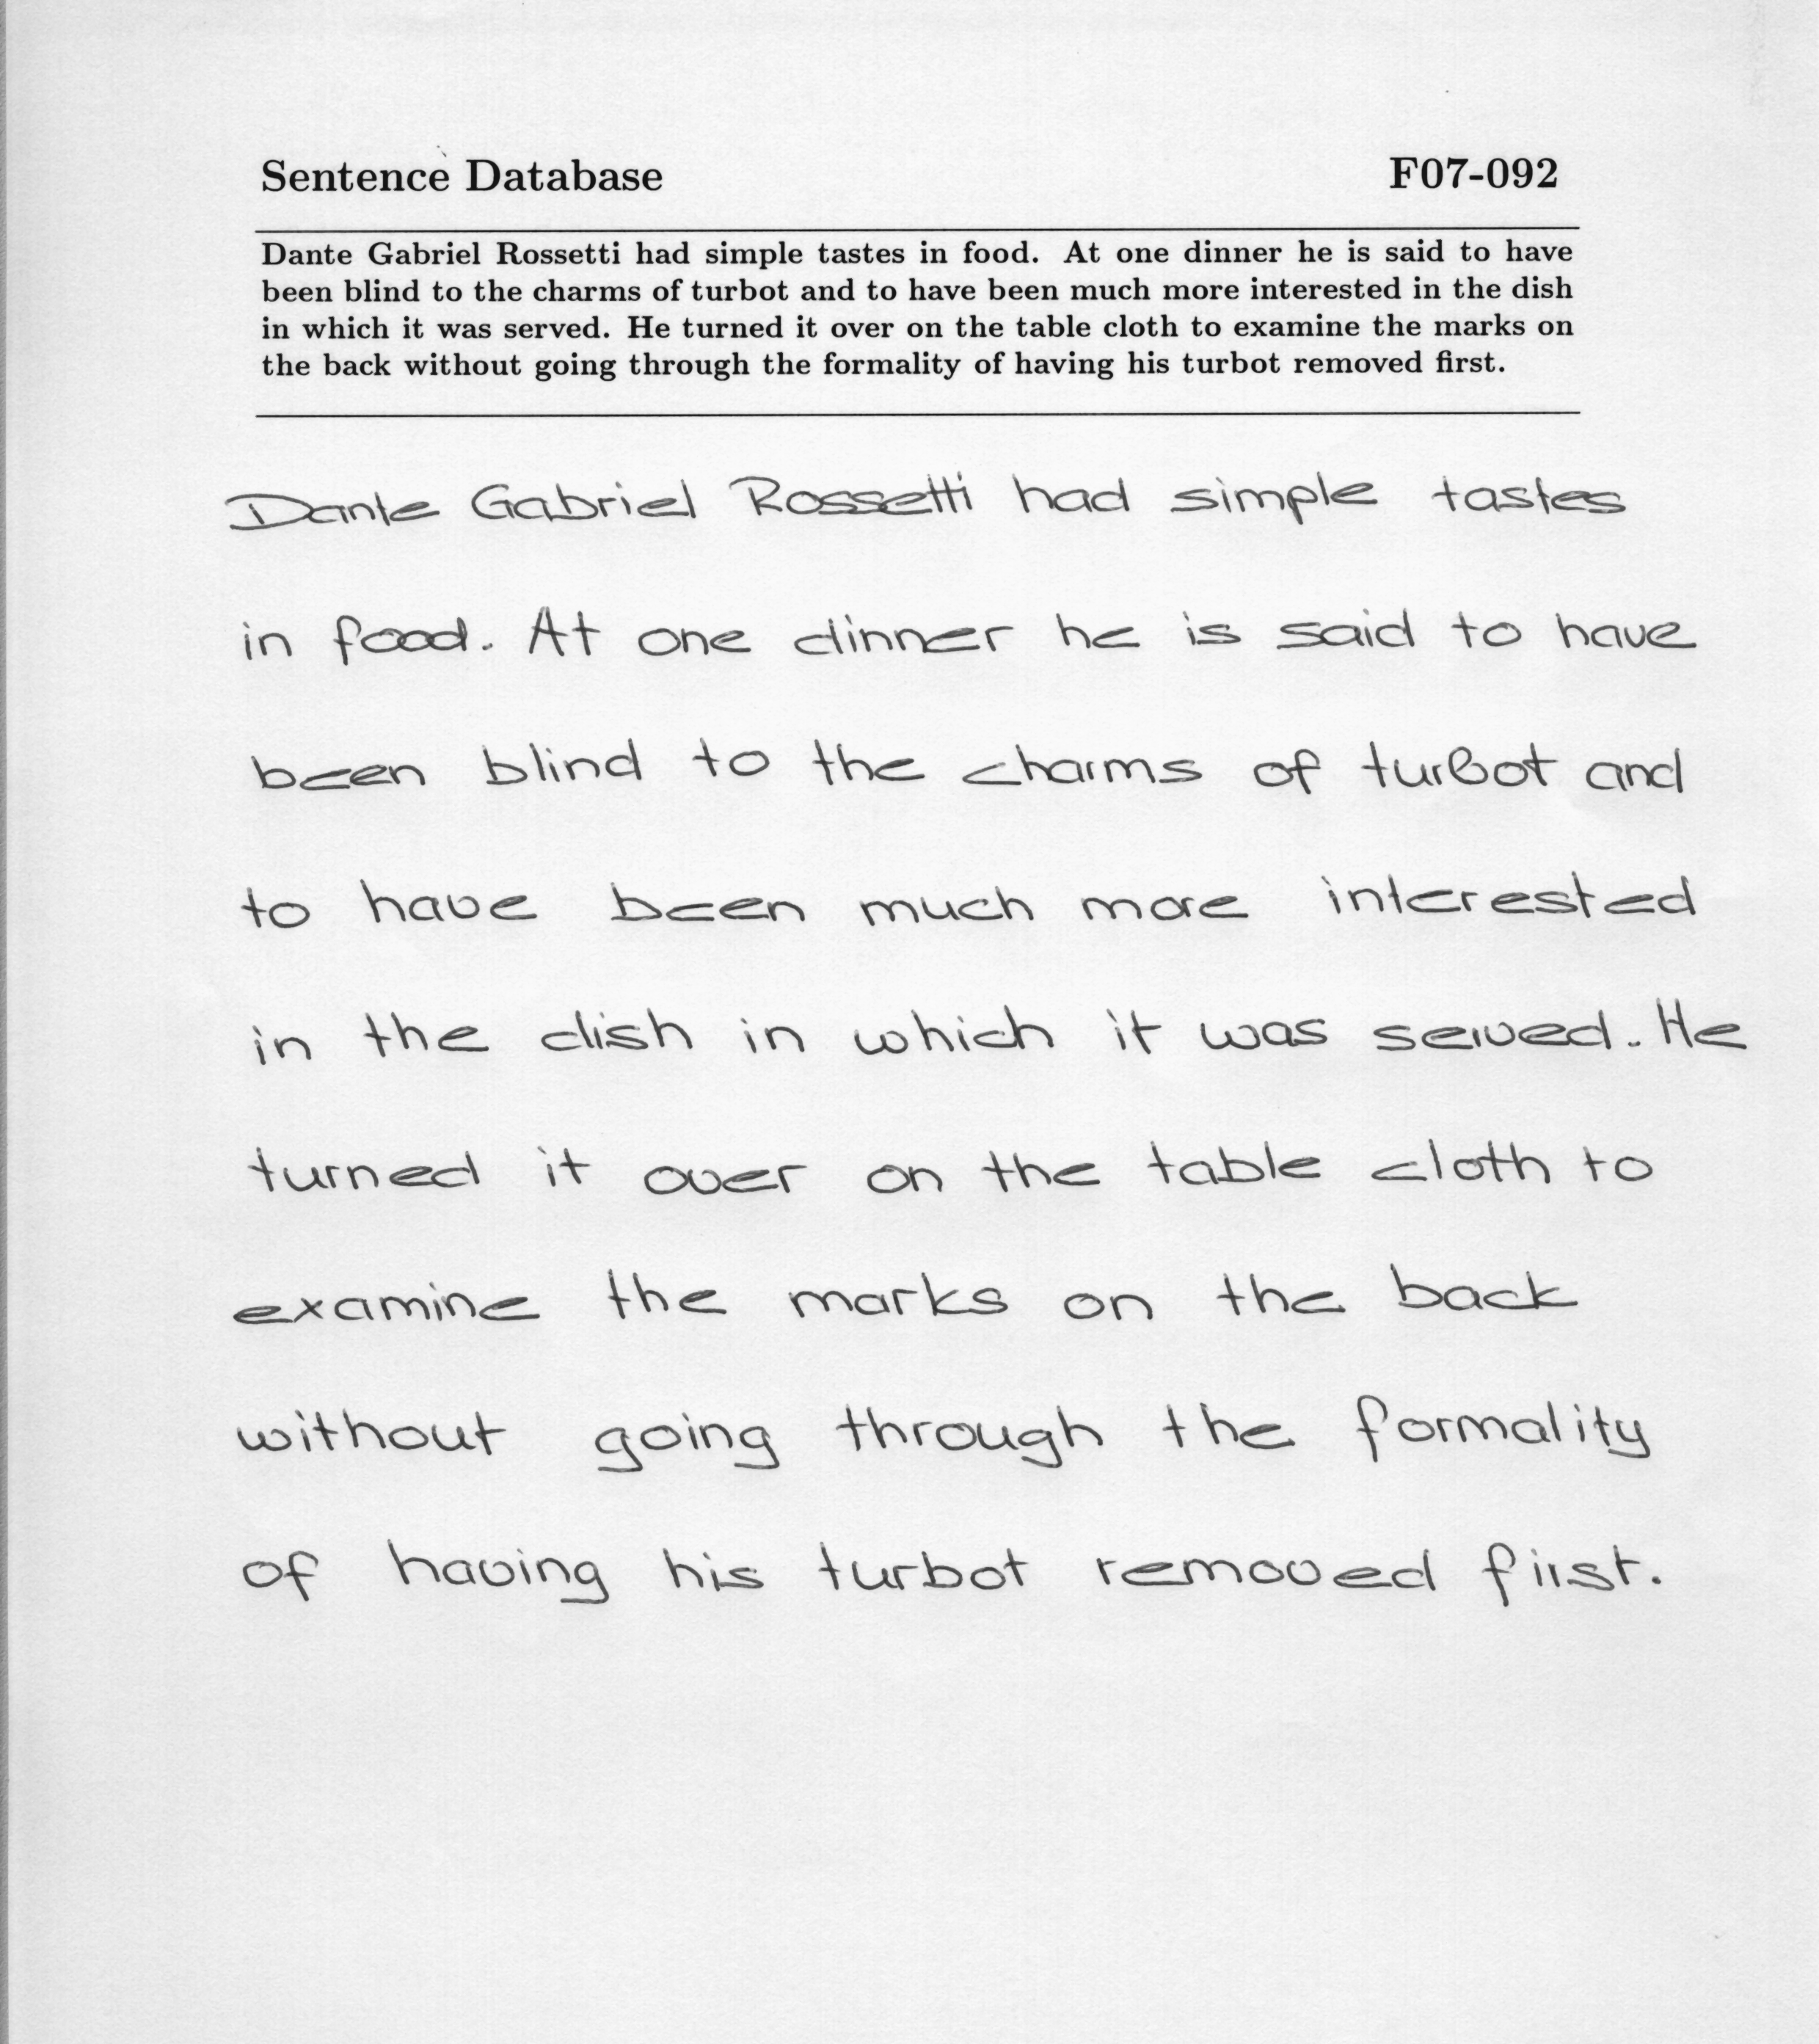 Sentence Database F07-092
Dante Gabriel Rossetti had simple tastes in food. At one dinner he is said to have
been blind to the charms of turbot and to have been much more interested in the dish
in which it was served. He turned it over on the table cloth to examine the marks on
the back without going through the formality of having his turbot removed first.
Dante Gabriel Rossetti had simple tastes
in food. At one dinner he is said to have
been blind to the charms of turbot and
to have been much more interested
in the dish in which it was served. He
turned it over on the table cloth to
examine the marks on the back
without going through the formality
of having his turbot removed first.